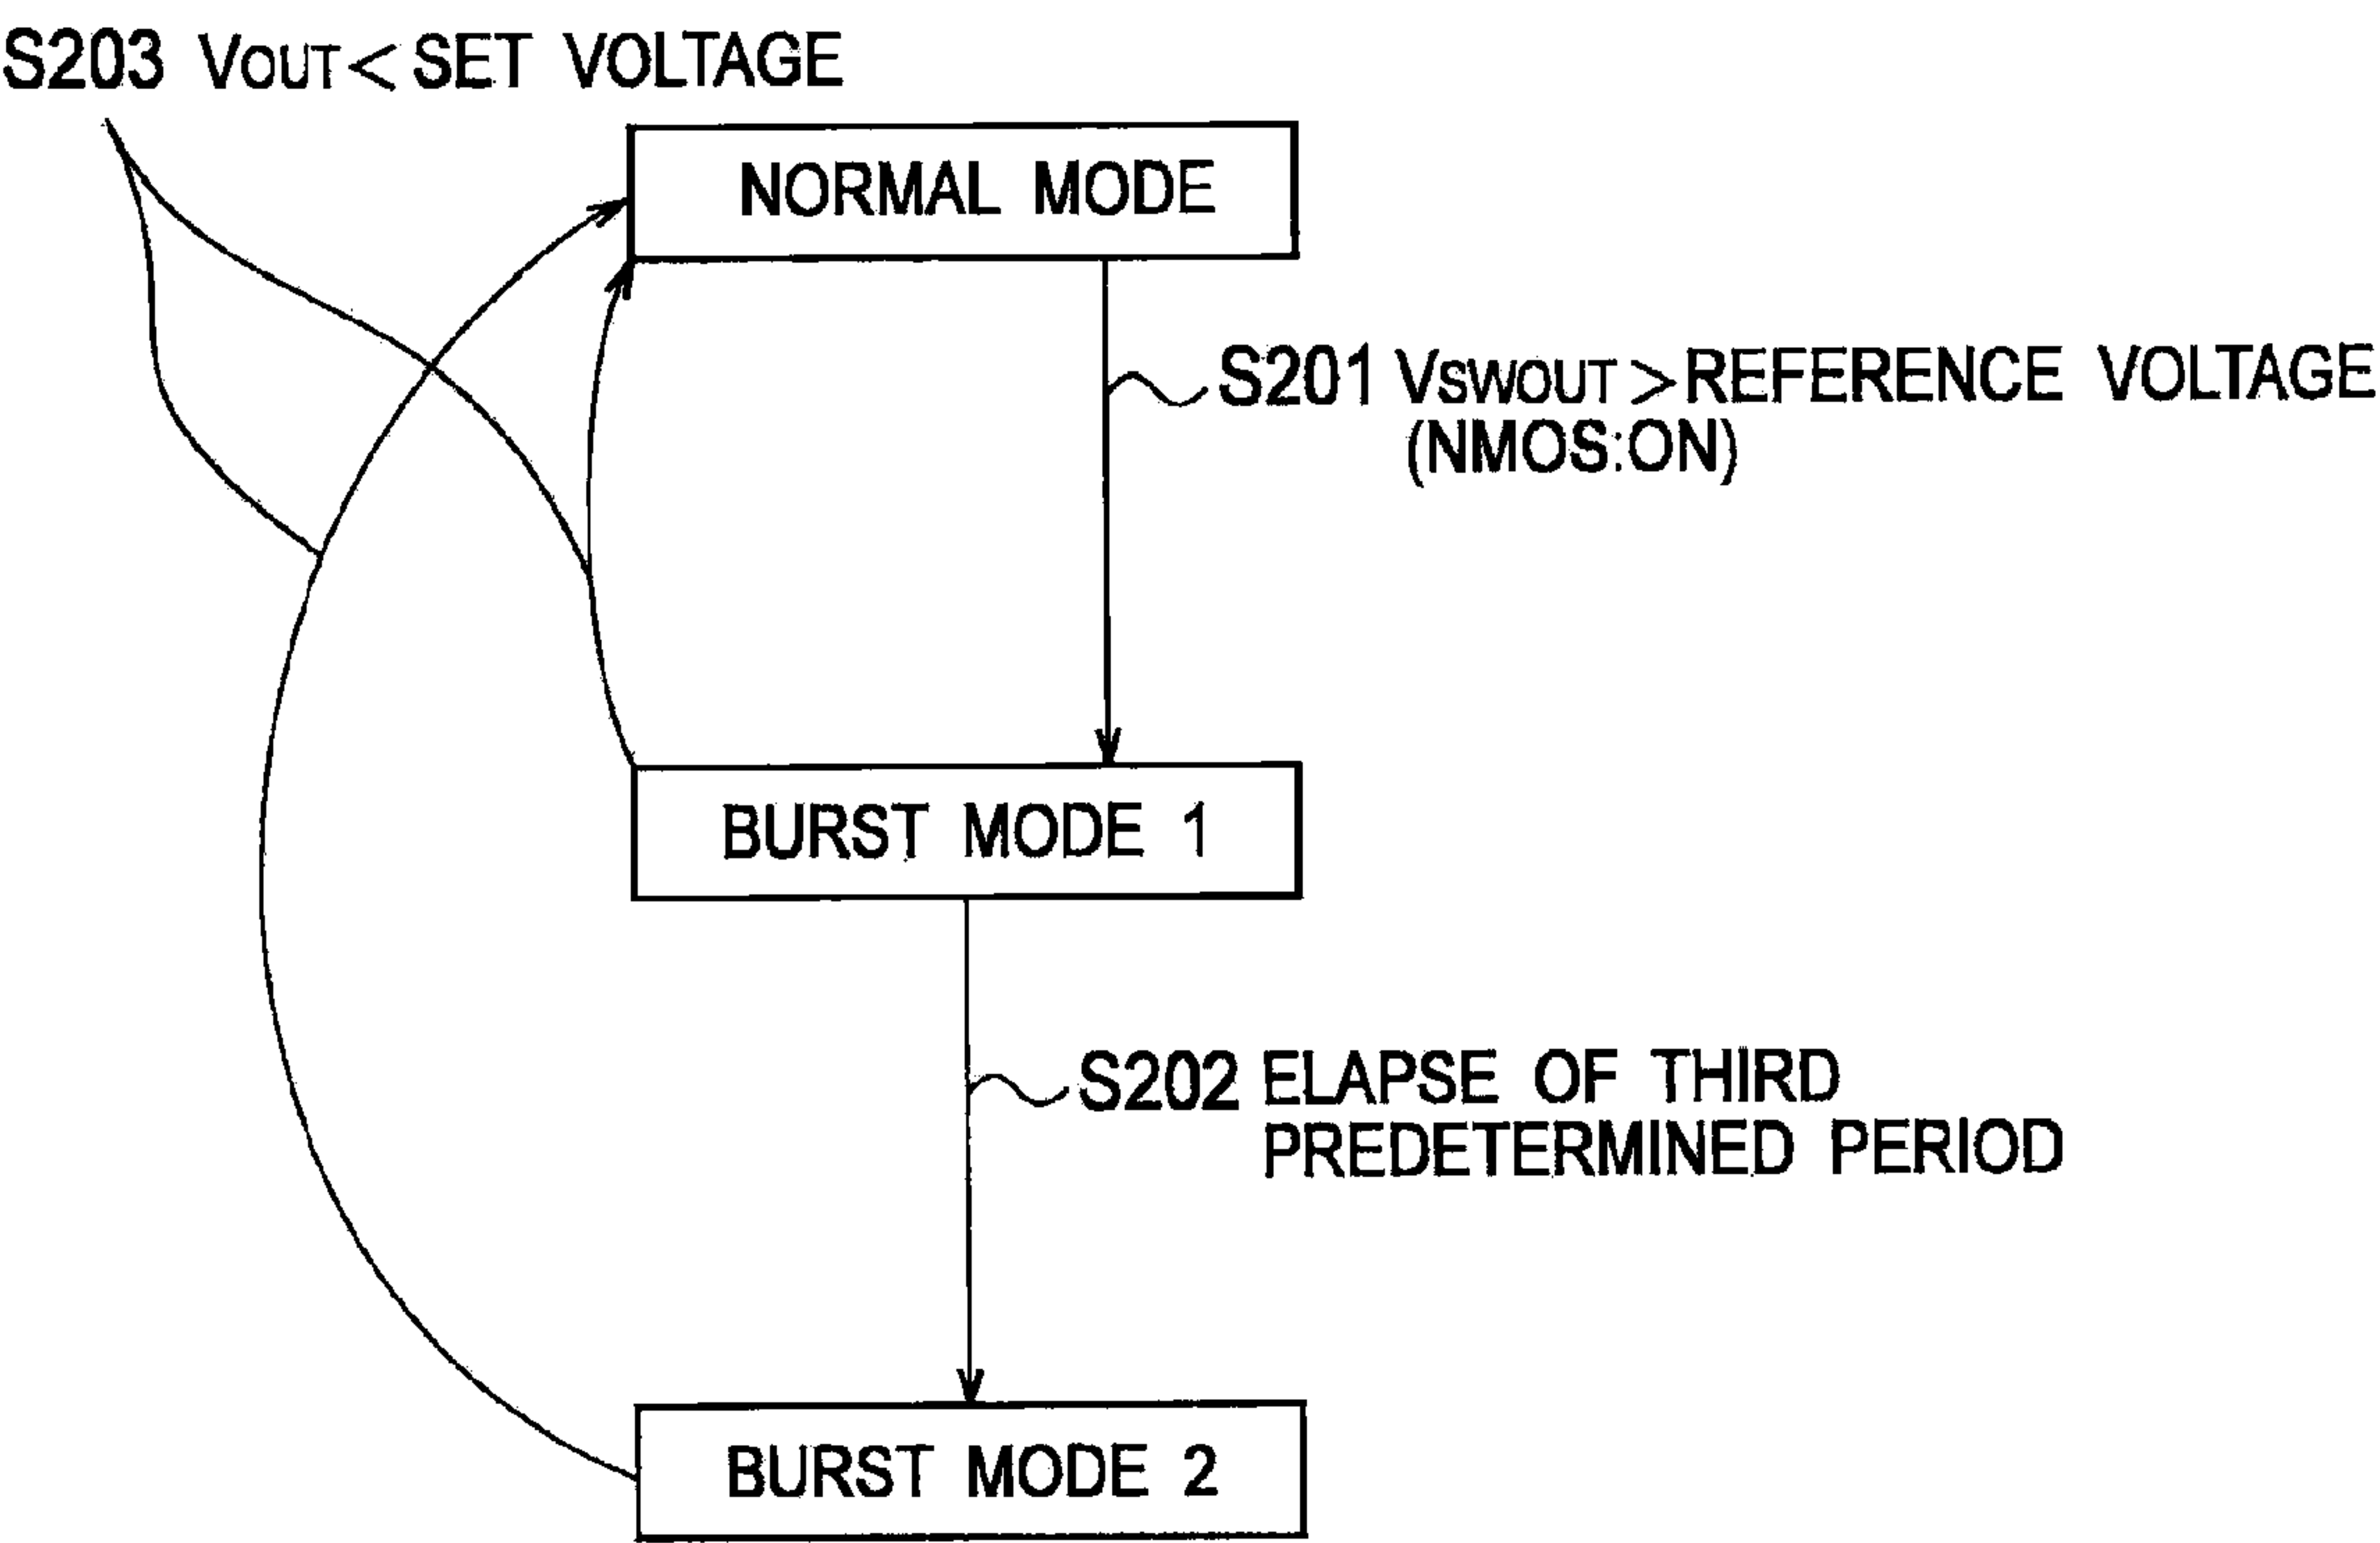 S203 VOUT<SET VOLTAGE
NORMAL MODE
S201 VSWOUT>REFERENCE VOLTAGE
(NMOS:ON)
BURST MODE 1
S202 ELAPSE OF THIRD
PREDETERMINED PERIOD
BURST MODE 2